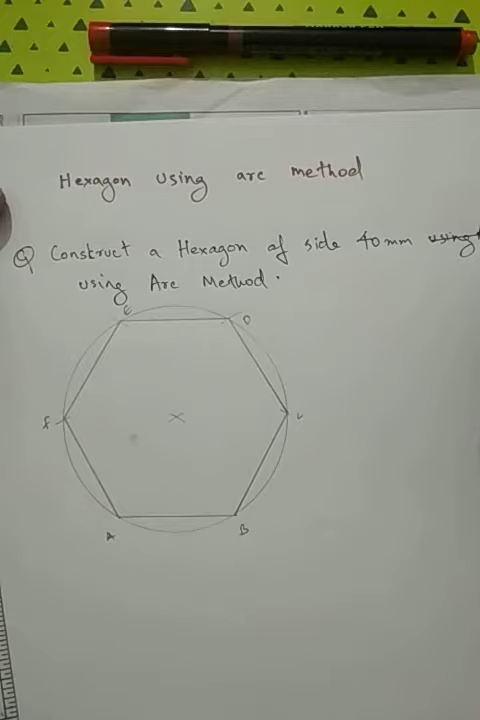 Hexagon using arc method
Q Construct a Hexagon of side 40mm using
using Arc Method.
E
D
F
C
A
B